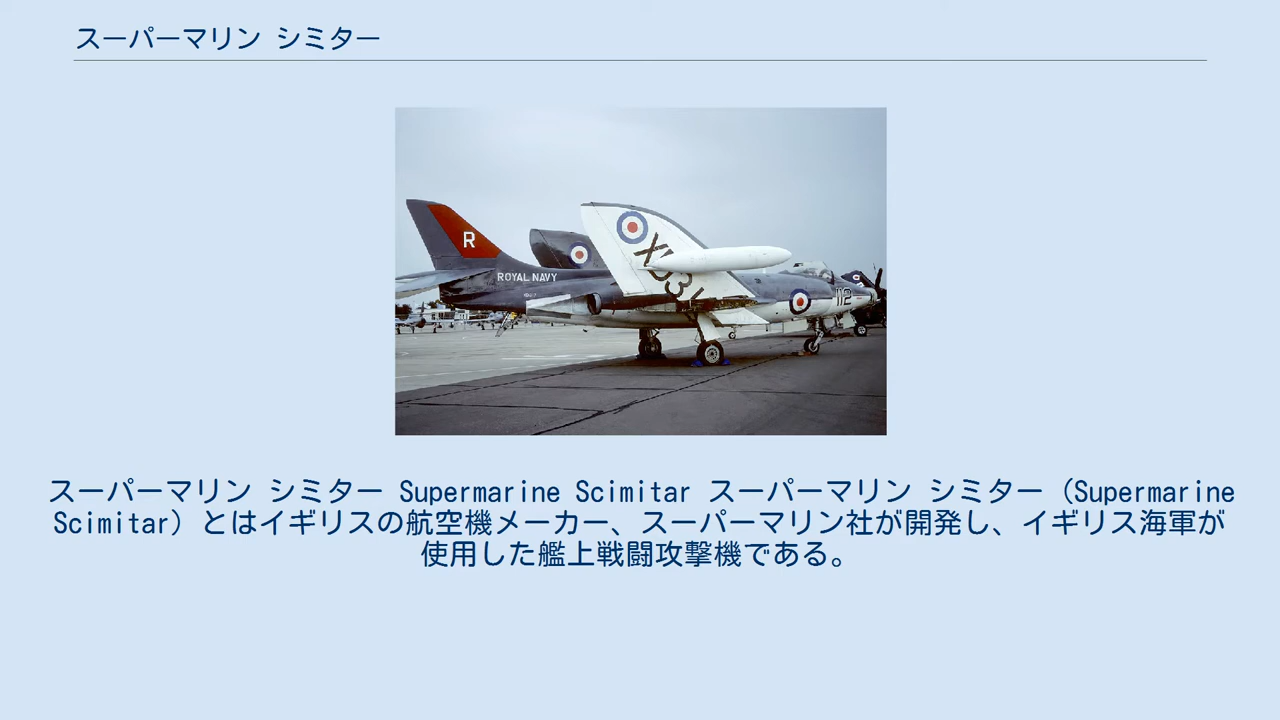 スーパーマリン シミター
R
ROYAL NAVY
112
スーパーマリン シミター Supermarine Scimitar スーパーマリン シミター（Supermarine
Scimitar）とはイギリスの航空機メーカー、スーパーマリン社が開発し、イギリス海軍が
使用した艦上戦闘攻撃機である。